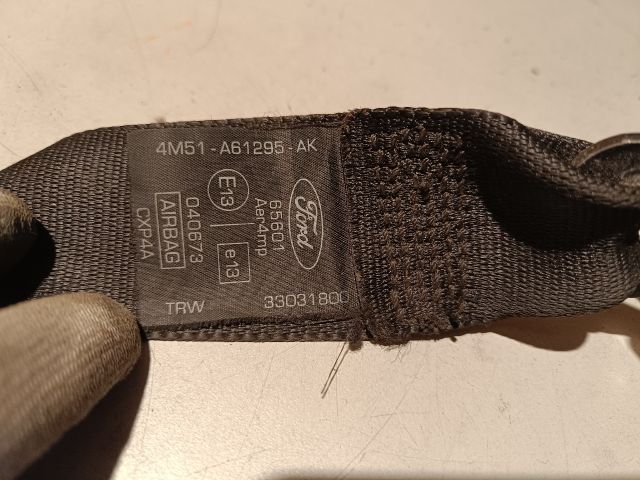 4M51-A61295-AK
Ford
65601
Aer4mp
E13
e13
040673
AIRBAG
CXP4A
TRW
33031800